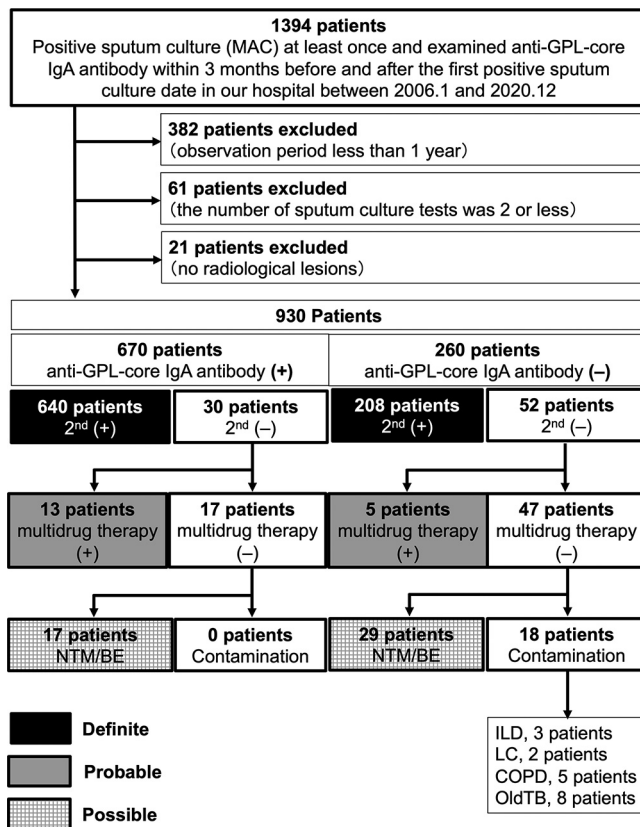 1394 patients
Positive sputum culture (MAC) at least once and examined anti-GPL-core
IgA antibody within 3 months before and after the first positive sputum
culture date in our hospital between 2006.1 and 2020.12
382 patients excluded
(observation period less than 1 year)
61 patients excluded
(the number of sputum culture tests was 2 or less)
21 patients excluded
(no radiological lesions)
930 Patients
670 patients
anti-GPL-core IgA antibody (+)
260 patients
anti-GPL-core IgA antibody (–)
640 patients
2nd (+)
30 patients
2nd (–)
208 patients
2nd (+)
52 patients
2nd (–)
13 patients
multidrug therapy
(+)
17 patients
multidrug therapy
(–)
5 patients
multidrug therapy
(+)
47 patients
multidrug therapy
(–)
17 patients
NTM/BE
0 patients
Contamination
29 patients
NTM/BE
18 patients
Contamination
ILD, 3 patients
LC, 2 patients
COPD, 5 patients
OldTB, 8 patients
Definite
Probable
Possible